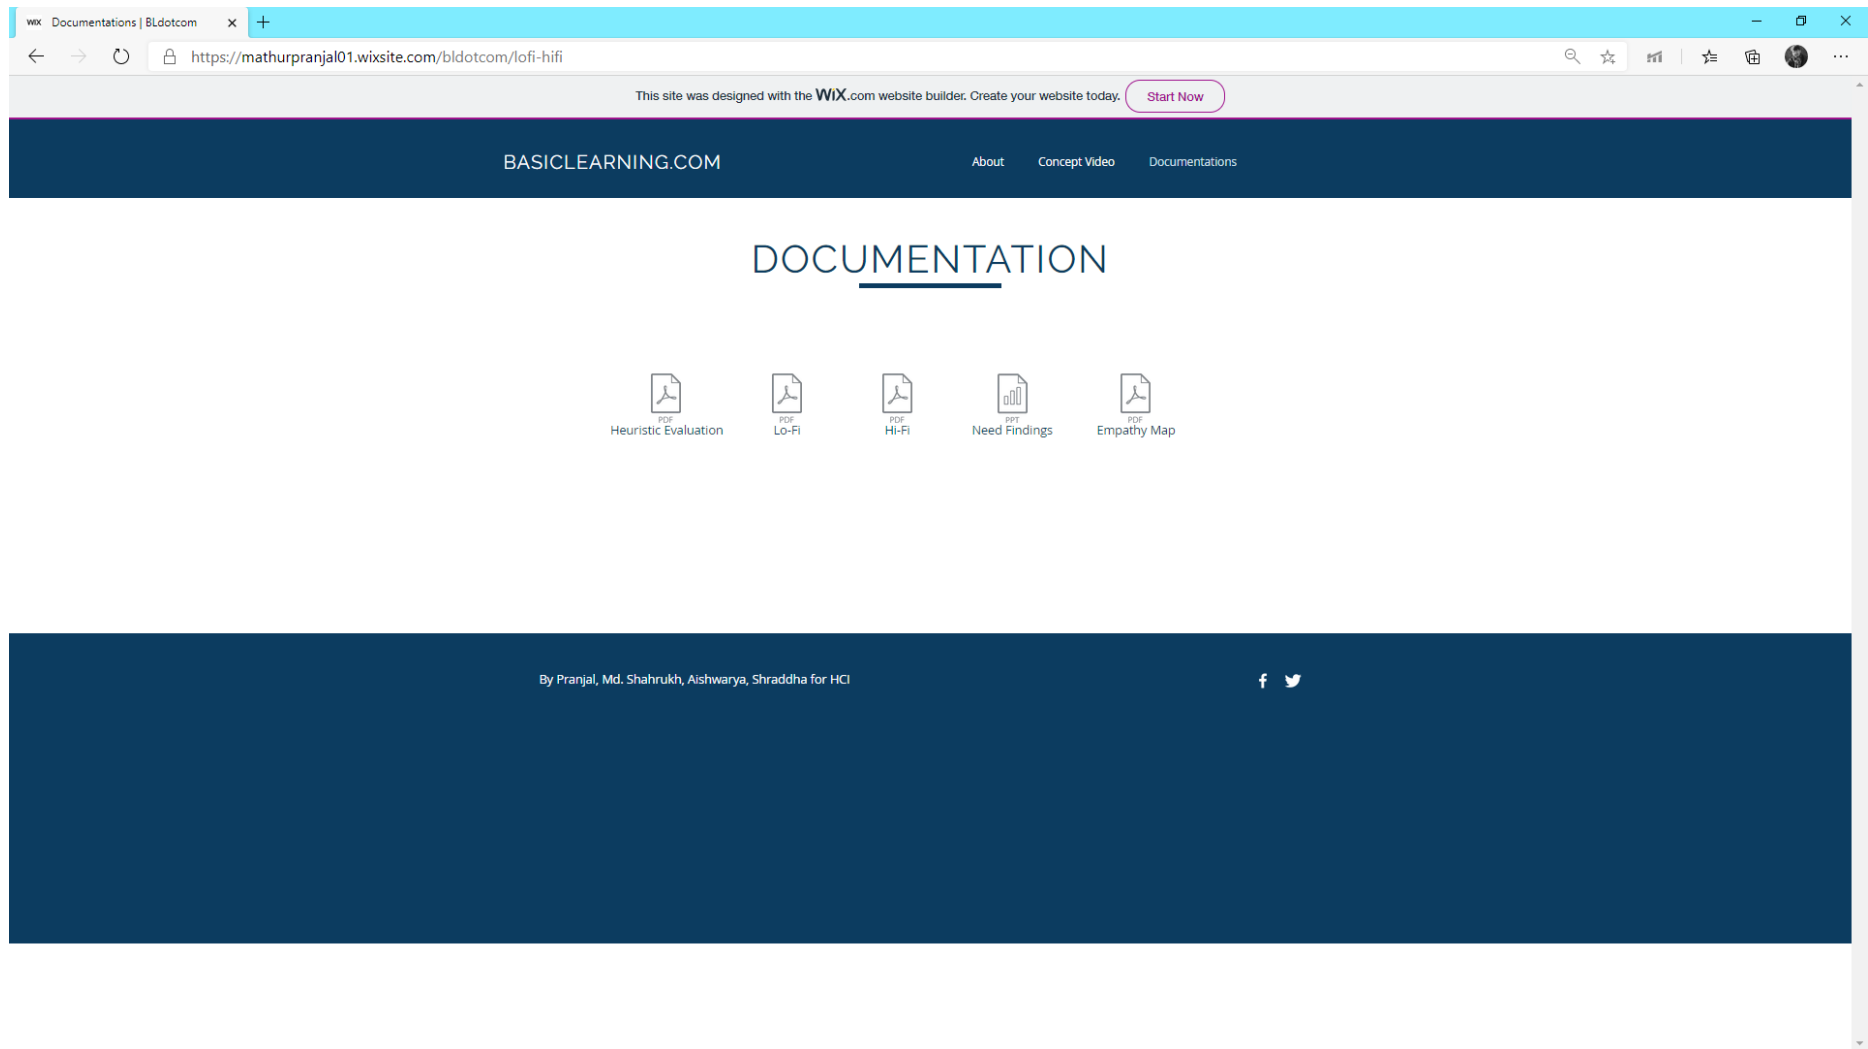 WiX Documentations | BLdotcom
https://mathurpranjal01.wixsite.com/bldotcom/lofi-hifi
This site was designed with the WiX.com website builder. Create your website today. Start Now
BASICLEARNING.COM About Concept Video Documentations
DOCUMENTATION
PDF PDF PDF PPT PDF
Heuristic Evaluation Lo-Fi Hi-Fi Need Findings Empathy Map
By Pranjal, Md. Shahrukh, Aishwarya, Shraddha for HCI